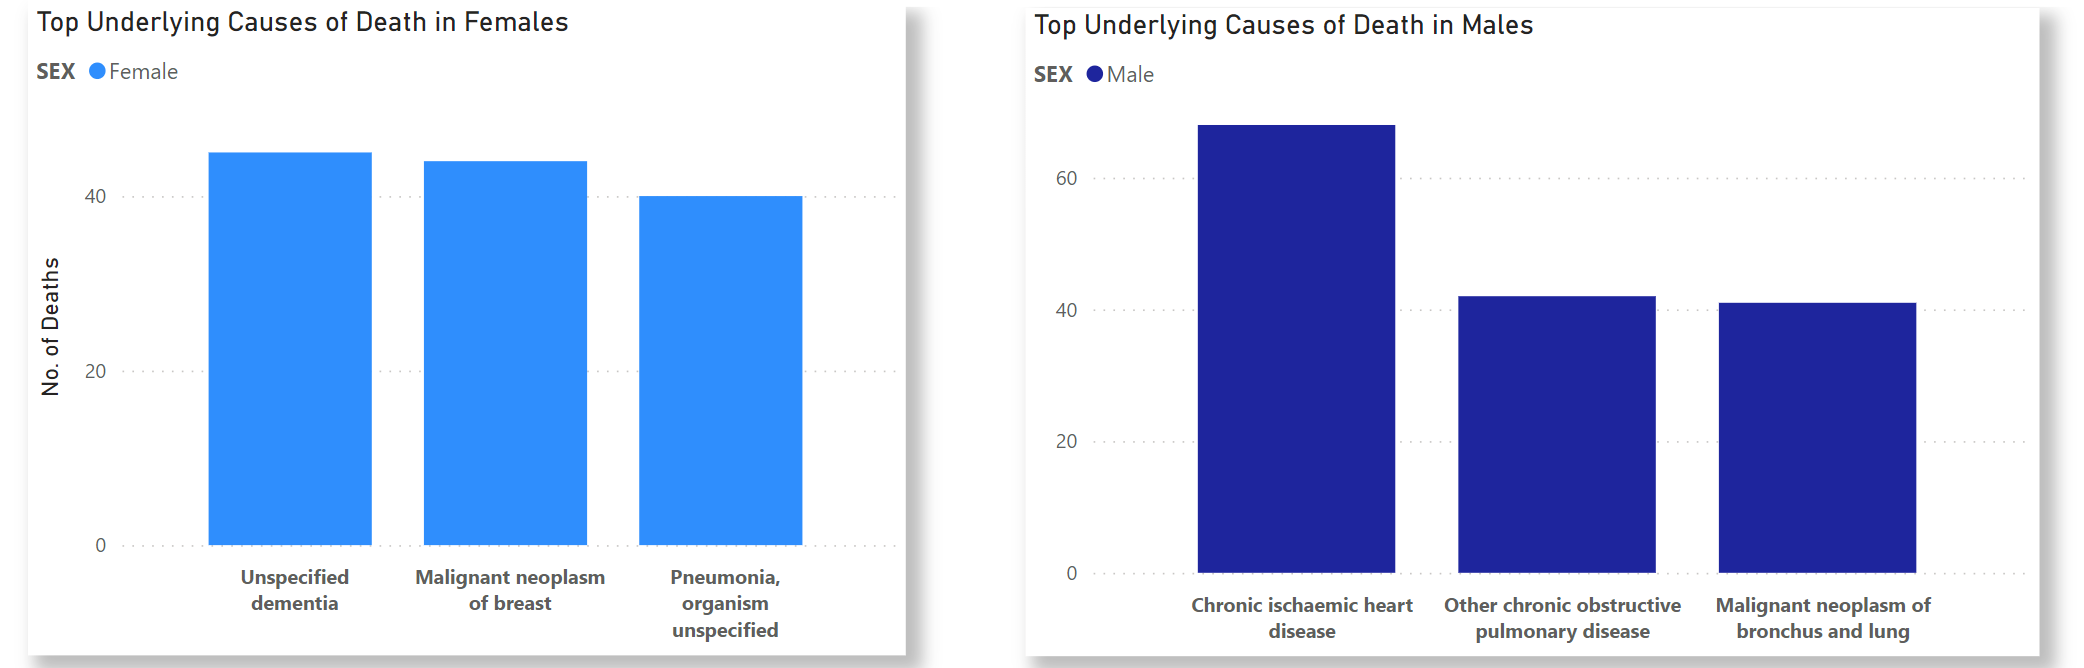 Top Underlying Causes of Death in Females
SEX Female
No. of Deaths
40
20
0
Unspecified
dementia
Malignant neoplasm
of breast
Pneumonia,
organism
unspecified
Top Underlying Causes of Death in Males
SEX Male
60
40
20
0
Chronic ischaemic heart
disease
Other chronic obstructive
pulmonary disease
Malignant neoplasm of
bronchus and lung